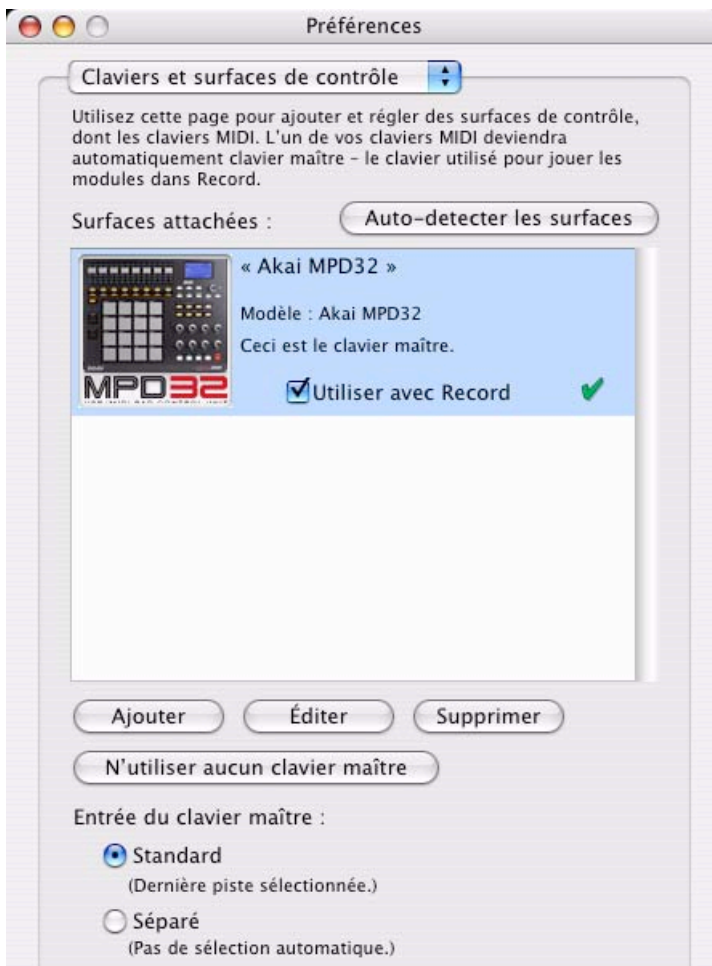 Préférences
Claviers et surfaces de contrôle
Utilisez cette page pour ajouter et régler des surfaces de contrôle,
dont les claviers MIDI. L'un de vos claviers MIDI deviendra
automatiquement clavier maître – le clavier utilisé pour jouer les
modules dans Record.
Surfaces attachées :
Auto-detecter les surfaces
« Akai MPD32 »
Modèle : Akai MPD32
Ceci est le clavier maître.
MPD32
Utiliser avec Record
Ajouter
Éditer
Supprimer
N'utiliser aucun clavier maître
Entrée du clavier maître :
Standard
(Dernière piste sélectionnée.)
Séparé
(Pas de sélection automatique.)